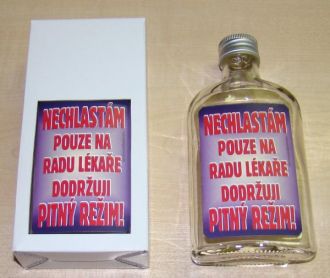 NECHLASTÁM
POUZE NA
RADU LÉKAŘE
DODRŽUJI
PITNÝ REŽIM!
NECHLASTÁM
POUZE NA
RADU LÉKAŘE
DODRŽUJI
PITNÝ REŽIM!